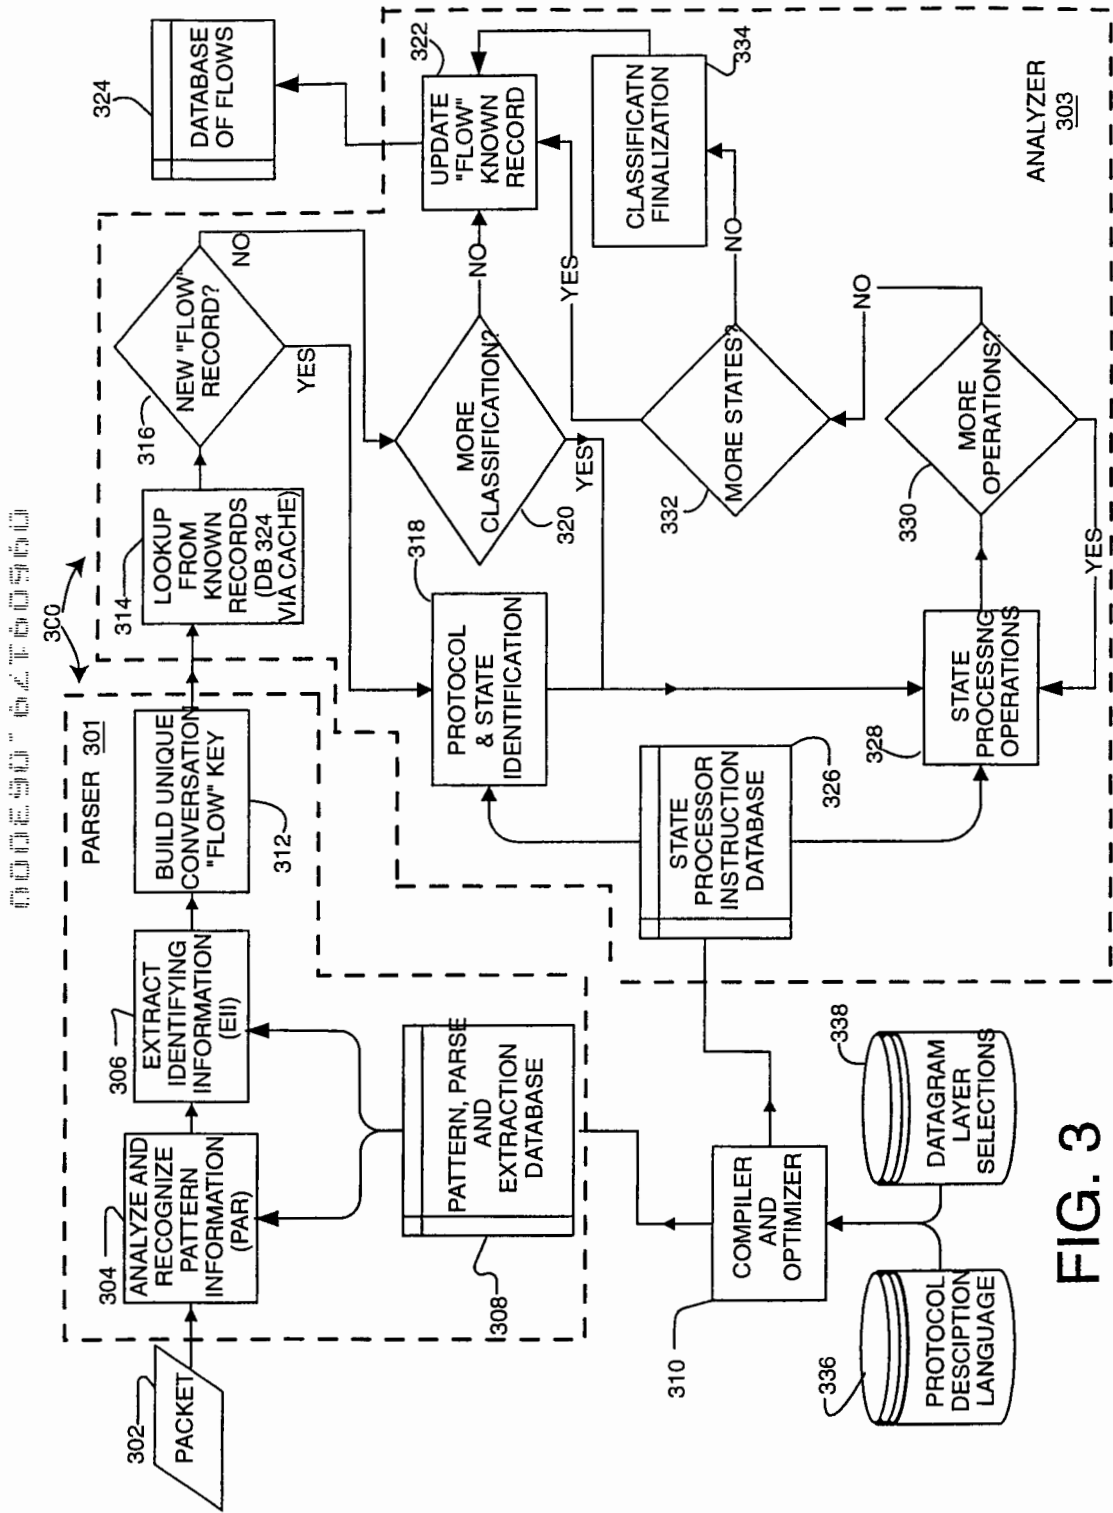 302
PACKET
304
ANALYZE AND
RECOGNIZE
PATTERN
INFORMATION
(PAR)
306
EXTRACT
IDENTIFYING
INFORMATION
(EII)
PARSER 301
BUILD UNIQUE
CONVERSATION
"FLOW" KEY
312
300
314
LOOKUP
FROM
KNOWN
RECORDS
(DB 324
VIA CACHE)
316
NEW "FLOW"
RECORD?
NO
YES
324
DATABASE
OF FLOWS
308
PATTERN, PARSE
AND
EXTRACTION
DATABASE
318
PROTOCOL
& STATE
IDENTIFICATION
MORE
CLASSIFICATION?
320
NO
YES
322
UPDATE
"FLOW"
KNOWN
RECORD
YES
334
CLASSIFICATN
FINALIZATION
310
COMPILER
AND
OPTIMIZER
STATE
PROCESSOR
INSTRUCTION
DATABASE
326
332
MORE STATES?
NO
336
PROTOCOL
DESCIPTION
LANGUAGE
338
DATAGRAM
LAYER
SELECTIONS
328
STATE
PROCESSNG
OPERATIONS
330
MORE
OPERATIONS?
NO
YES
ANALYZER
303
FIG. 3